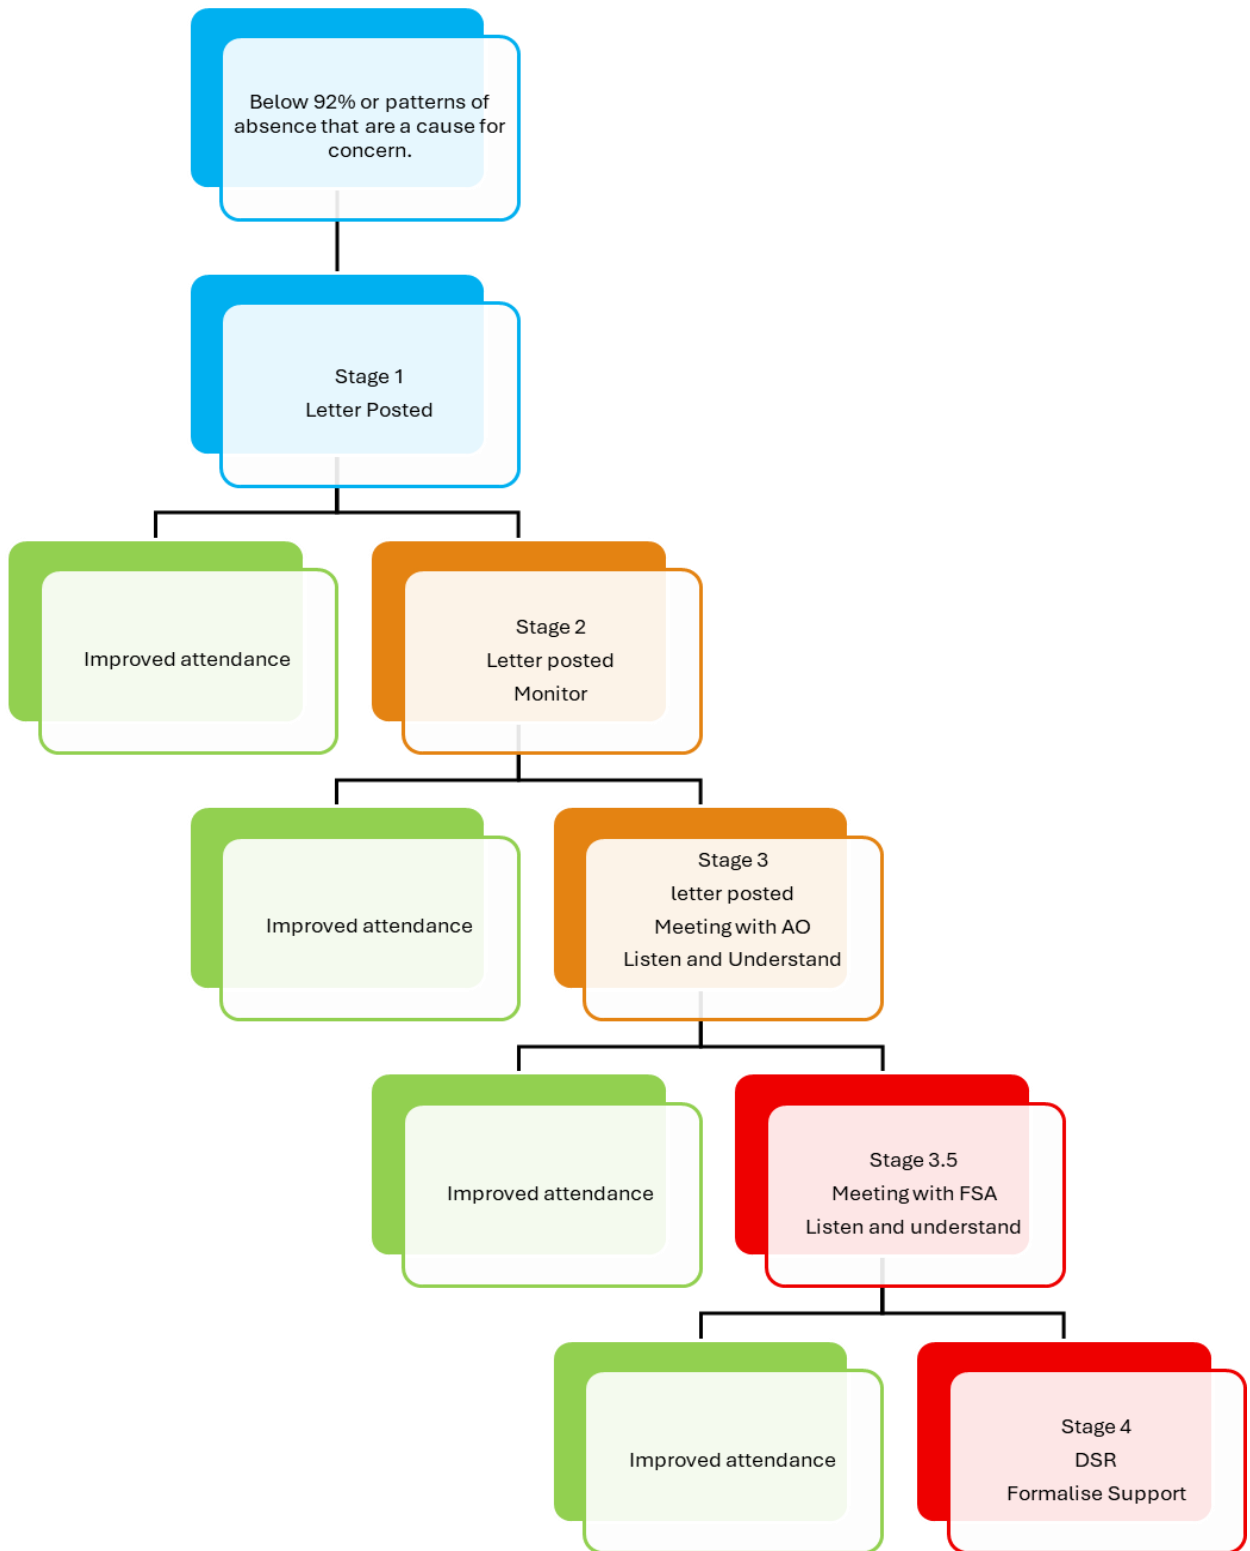 Below 92% or patterns of
absence that are a cause for
concern.
Stage 1
Letter Posted
Improved attendance
Stage 2
Letter posted
Monitor
Improved attendance
Stage 3
letter posted
Meeting with AO
Listen and Understand
Improved attendance
Stage 3.5
Meeting with FSA
Listen and understand
Improved attendance
Stage 4
DSR
Formalise Support